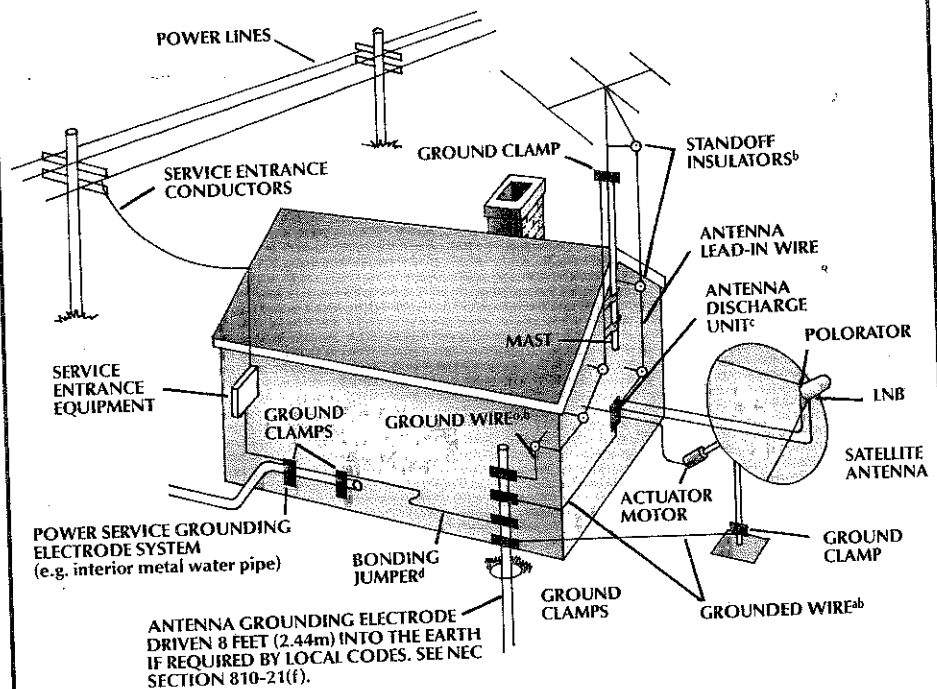 POWER LINES
SERVICE ENTRANCE
CONDUCTORS
GROUND CLAMP
STANDOFF
INSULATORSᵇ
ANTENNA
LEAD-IN WIRE
ANTENNA
DISCHARGE
UNITᶜ
POLORATOR
MAST
LNB
SERVICE
ENTRANCE
EQUIPMENT
GROUND
CLAMPS
GROUND WIREᵃ,ᵇ
SATELLITE
ANTENNA
ACTUATOR
MOTOR
POWER SERVICE GROUNDING
ELECTRODE SYSTEM
(e.g. interior metal water pipe)
BONDING
JUMPERᵈ
GROUND
CLAMPS
GROUND
CLAMP
GROUNDED WIREᵃᵇ
ANTENNA GROUNDING ELECTRODE
DRIVEN 8 FEET (2.44m) INTO THE EARTH
IF REQUIRED BY LOCAL CODES. SEE NEC
SECTION 810-21(f).